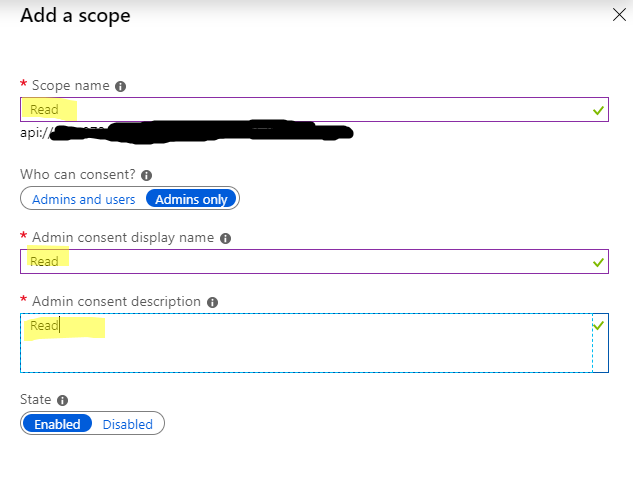 Add a scope
* Scope name
Read
api://
Who can consent?
Admins and users Admins only
* Admin consent display name
Read
* Admin consent description
Read
State
Enabled Disabled